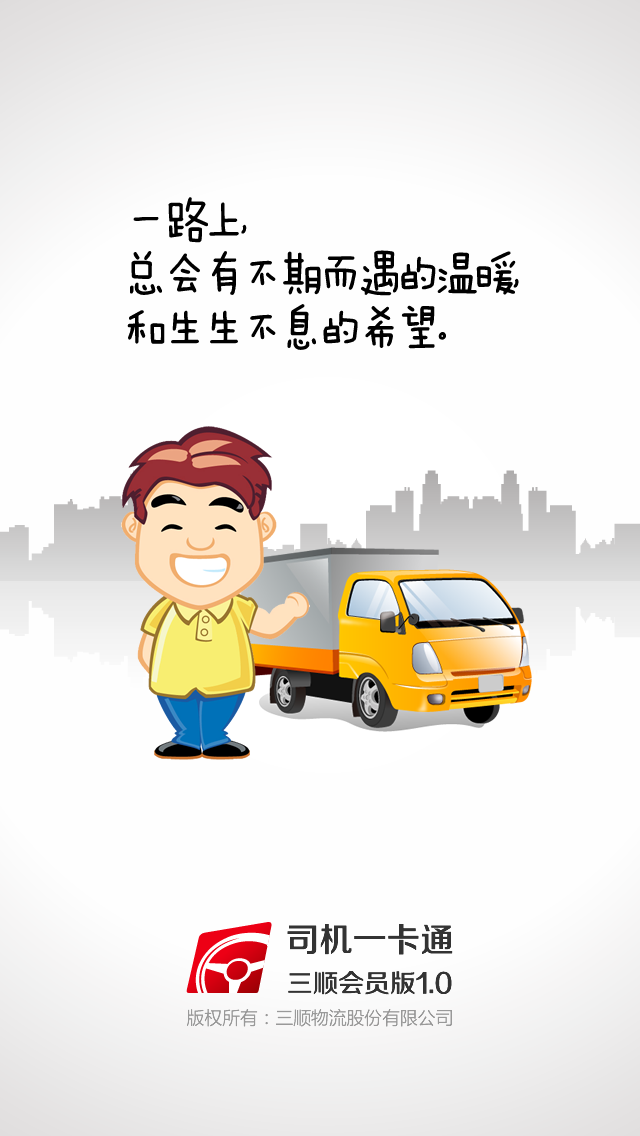 一路上,
总会有不期而遇的温暖,
和生生不息的希望。
司机一卡通
三顺会员版1.0
版权所有：三顺物流股份有限公司